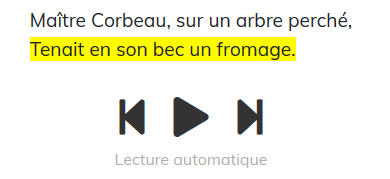 Maître Corbeau, sur un arbre perché,
Tenait en son bec un fromage.
Lecture automatique